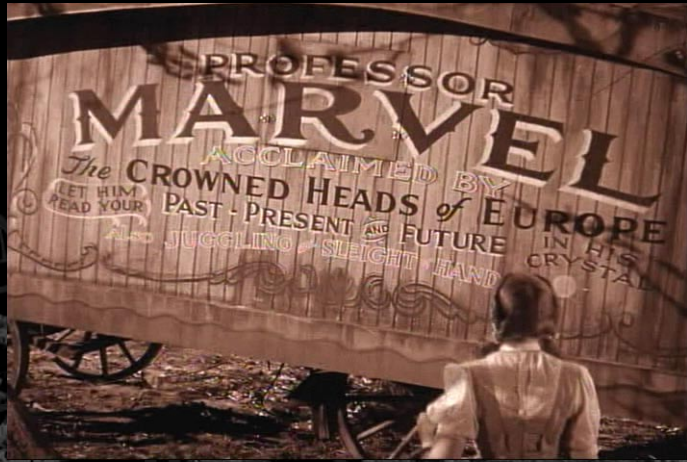 PROFESSOR
MARVEL
ACCLAIMED BY
The CROWNED HEADS of EUROPE
LET HIM
READ YOUR
PAST - PRESENT AND FUTURE
IN HIS
CRYSTAL
ALSO JUGGLING AND SLEIGHT OF HAND